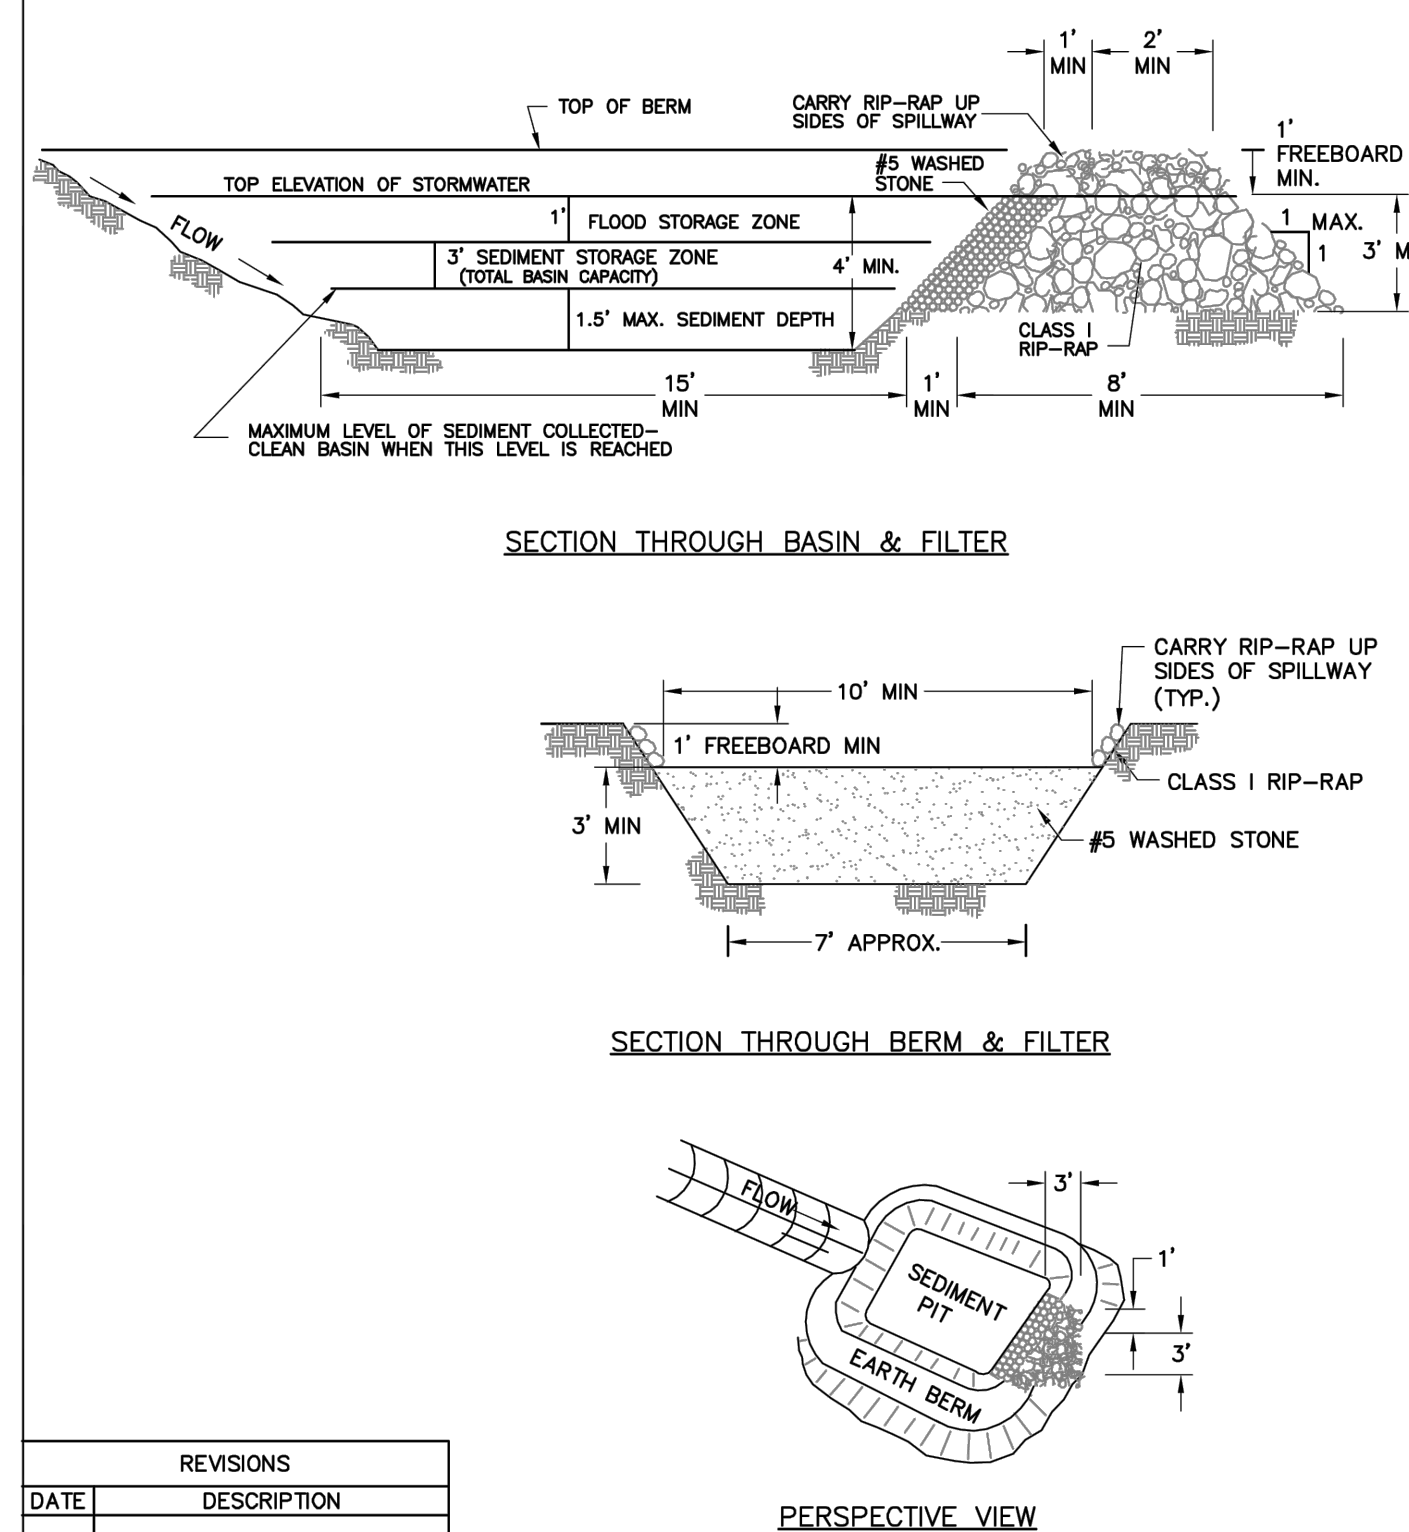 1' MIN
2' MIN
TOP OF BERM
CARRY RIP-RAP UP
SIDES OF SPILLWAY
#5 WASHED
STONE
1'
FREEBOARD
MIN.
TOP ELEVATION OF STORMWATER
FLOW
1'
FLOOD STORAGE ZONE
1
MAX.
1
3' M
3' SEDIMENT STORAGE ZONE
(TOTAL BASIN CAPACITY)
4' MIN.
1.5' MAX. SEDIMENT DEPTH
CLASS I
RIP-RAP
15'
MIN
1'
MIN
8'
MIN
MAXIMUM LEVEL OF SEDIMENT COLLECTED-
CLEAN BASIN WHEN THIS LEVEL IS REACHED
SECTION THROUGH BASIN & FILTER
CARRY RIP-RAP UP
SIDES OF SPILLWAY
(TYP.)
10' MIN
1' FREEBOARD MIN
CLASS I RIP-RAP
3' MIN
#5 WASHED STONE
7' APPROX.
SECTION THROUGH BERM & FILTER
FLOW
3'
1'
SEDIMENT
PIT
3'
EARTH BERM
REVISIONS
DATE DESCRIPTION
PERSPECTIVE VIEW